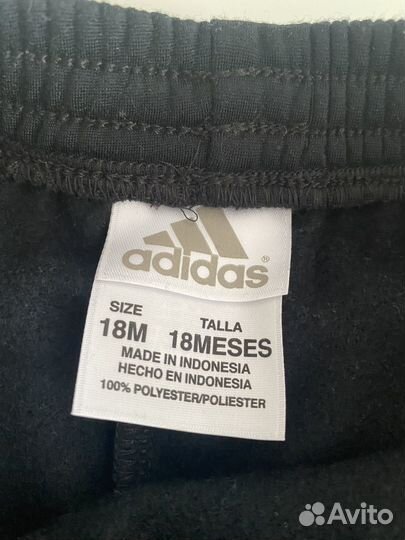 adidas®
SIZE TALLA
18M 18MESES
MADE IN INDONESIA
HECHO EN INDONESIA
100% POLYESTER/POLIESTER
Avito